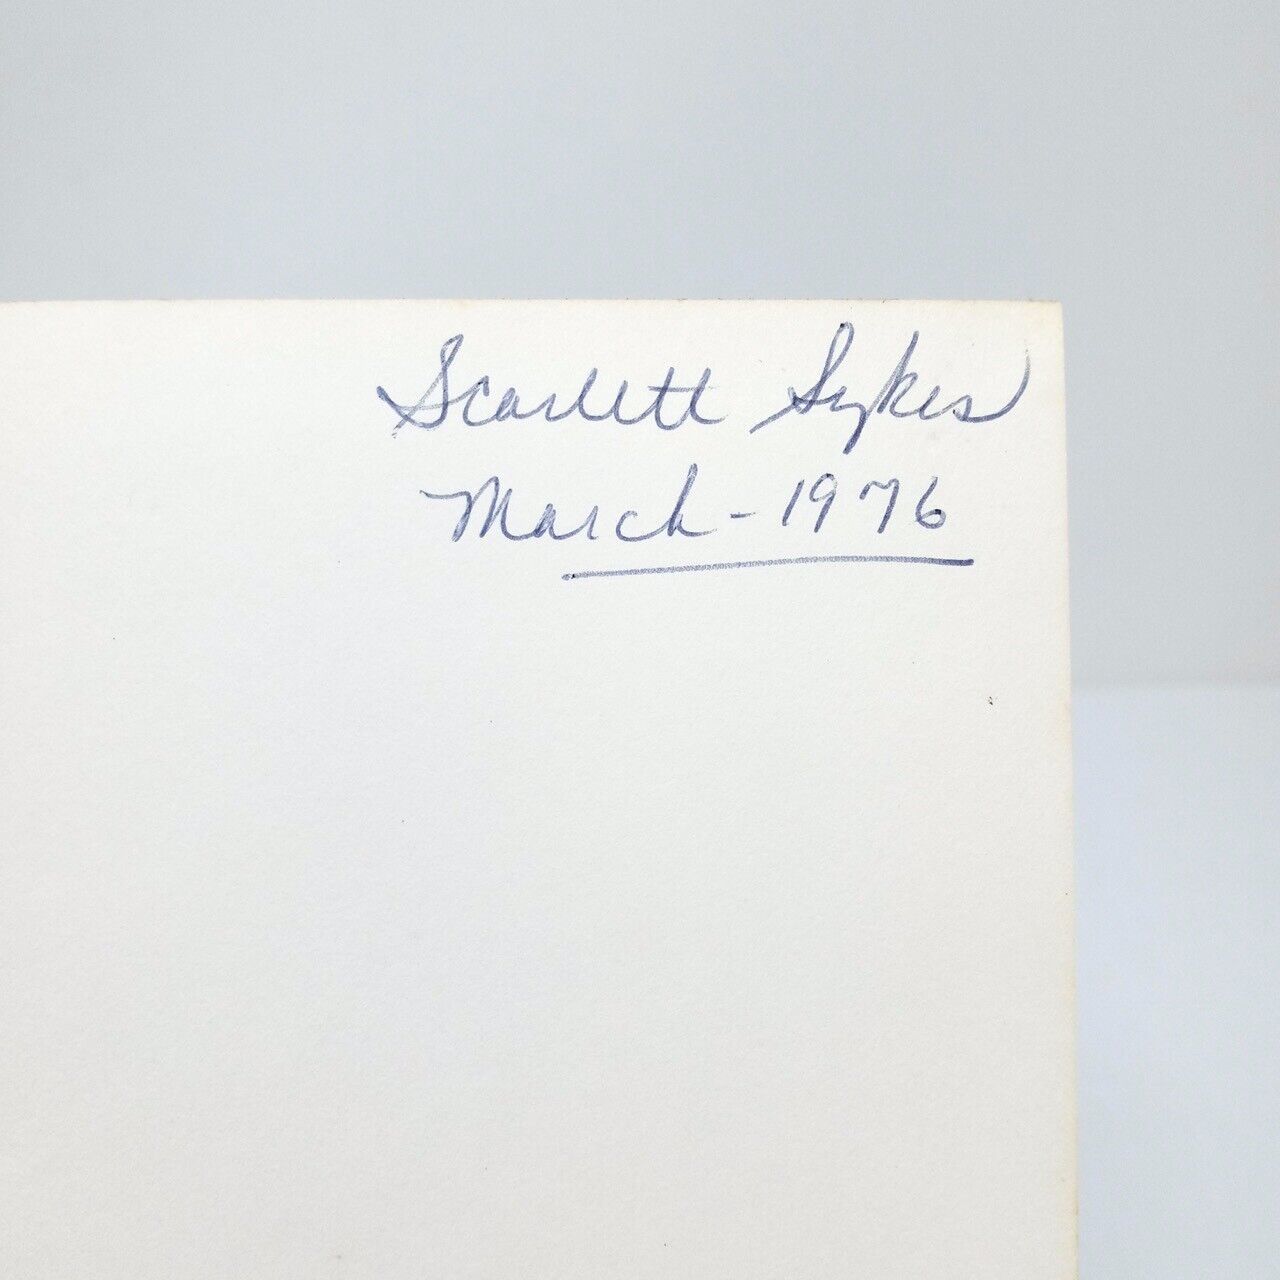 Scarlett Sykes
March - 1976